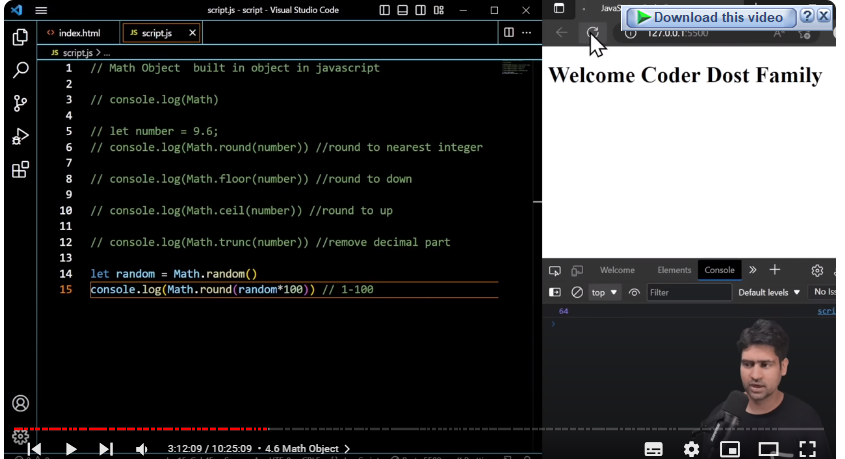 script.js - script - Visual Studio Code
Download this video
index.html
JS script.js
127.0.0.1:5500
JS script.js > ...
1 // Math Object built in object in javascript
2
3 // console.log(Math)
4
5 // let number = 9.6;
6 // console.log(Math.round(number)) //round to nearest integer
7
8 // console.log(Math.floor(number)) //round to down
9
10 // console.log(Math.ceil(number)) //round to up
11
12 // console.log(Math.trunc(number)) //remove decimal part
13
14 let random = Math.random()
15 console.log(Math.round(random*100)) // 1-100
Welcome Coder Dost Family
Welcome Elements Console
top Filter Default levels No Iss
64 scri
3:12:09 / 10:25:09 • 4.6 Math Object